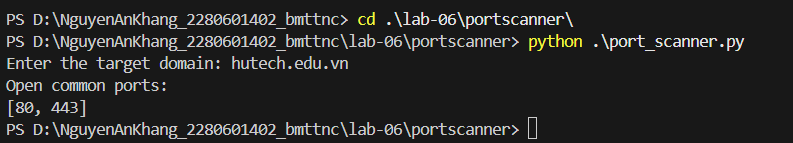 PS D:\NguyenAnKhang_2280601402_bmttnc> cd .\lab-06\portscanner\
PS D:\NguyenAnKhang_2280601402_bmttnc\lab-06\portscanner> python .\port_scanner.py
Enter the target domain: hutech.edu.vn
Open common ports:
[80, 443]
PS D:\NguyenAnKhang_2280601402_bmttnc\lab-06\portscanner>